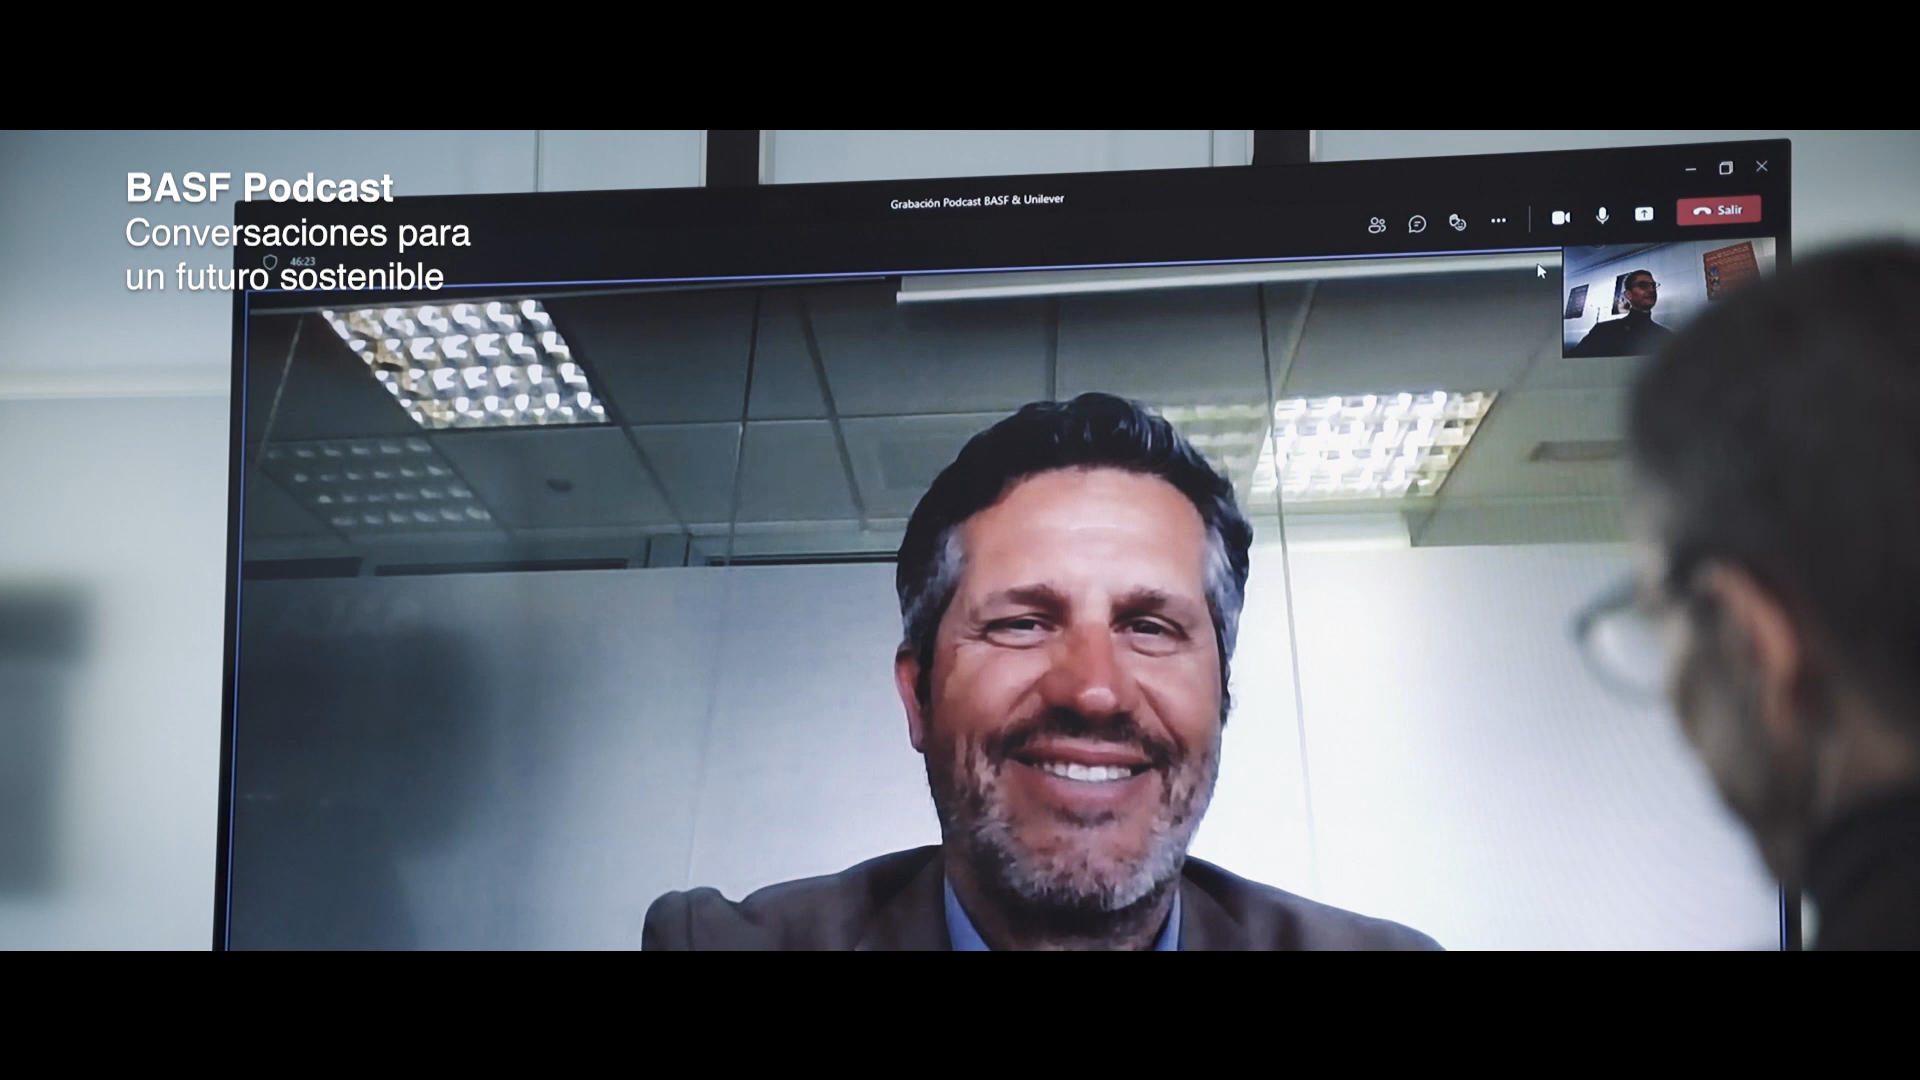 BASF Podcast
Conversaciones para
un futuro sostenible
Grabación Podcast BASF & Unilever
Salir
46:23